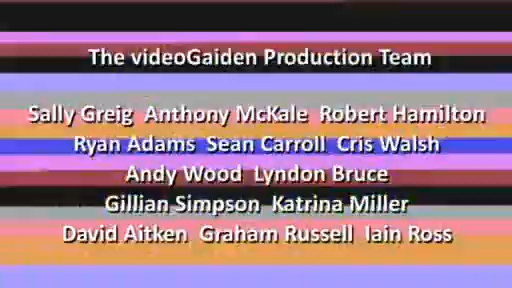 The videoGaiden Production Team
Sally Greig Anthony McKale Robert Hamilton
Ryan Adams Sean Carroll Cris Walsh
Andy Wood Lyndon Bruce
Gillian Simpson Katrina Miller
David Aitken Graham Russell Iain Ross